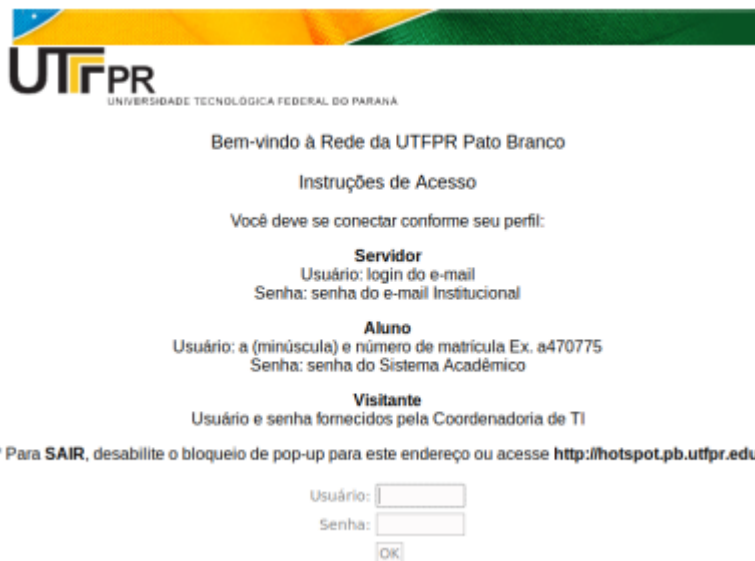 UTFPR
UNIVERSIDADE TECNOLÓGICA FEDERAL DO PARANÁ
Bem-vindo à Rede da UTFPR Pato Branco
Instruções de Acesso
Você deve se conectar conforme seu perfil:
Servidor
Usuário: login do e-mail
Senha: senha do e-mail Institucional
Aluno
Usuário: a (minúscula) e número de matrícula Ex. a470775
Senha: senha do Sistema Acadêmico
Visitante
Usuário e senha fornecidos pela Coordenadoria de TI
* Para SAIR, desabilite o bloqueio de pop-up para este endereço ou acesse http://hotspot.pb.utfpr.edu
Usuário:
Senha:
OK